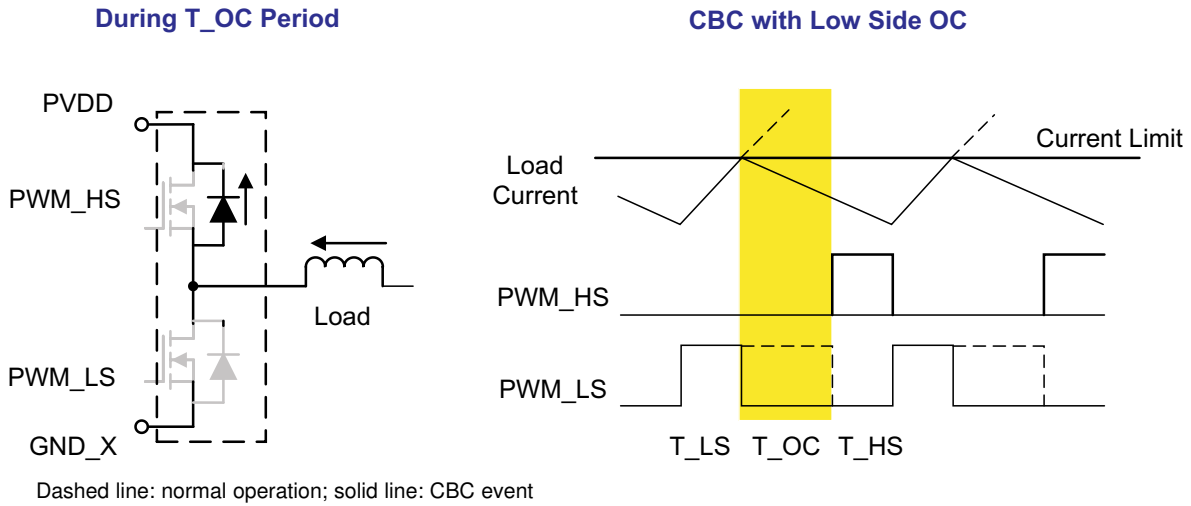 During T_OC Period
PVDD
PWM_HS
Load
PWM_LS
GND_X
CBC with Low Side OC
Current Limit
Load
Current
PWM_HS
PWM_LS
T_LS T_OC T_HS
Dashed line: normal operation; solid line: CBC event